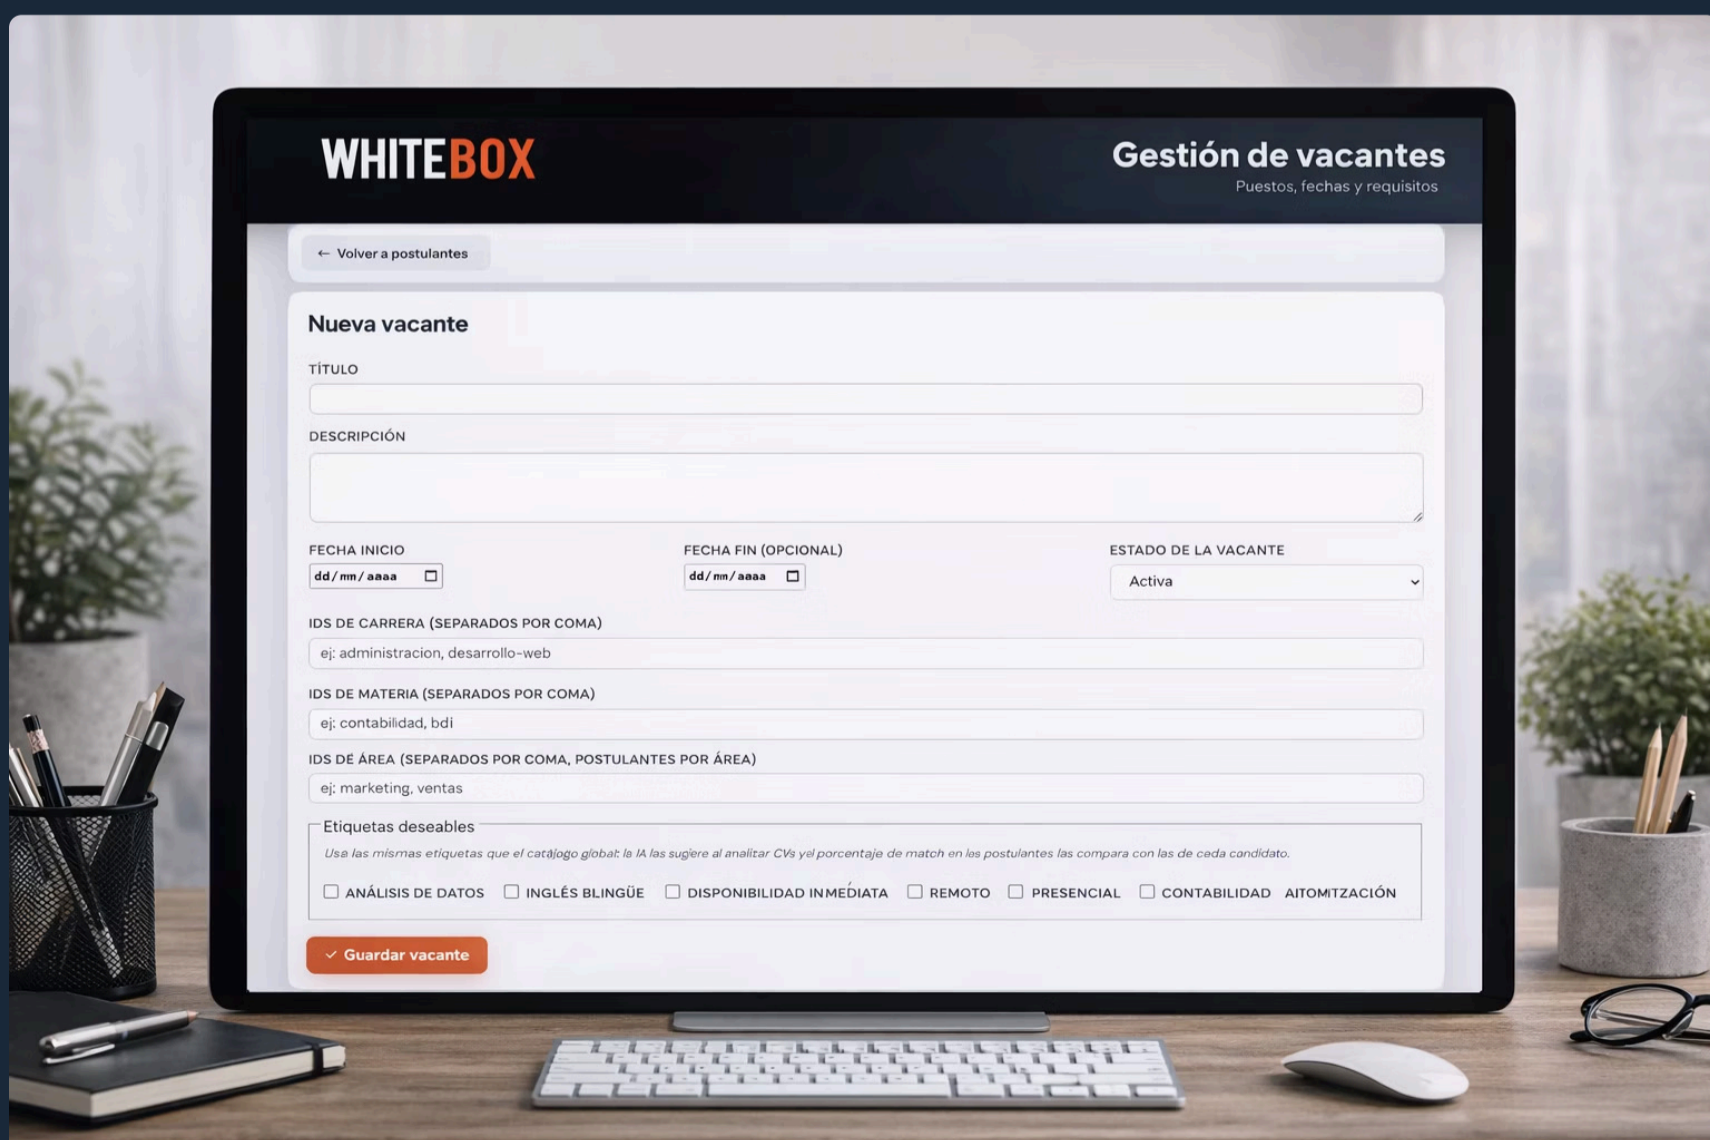 WHITEBOX
Gestión de vacantes
Puestos, fechas y requisitos
← Volver a postulantes
Nueva vacante
TÍTULO
DESCRIPCIÓN
FECHA INICIO
FECHA FIN (OPCIONAL)
ESTADO DE LA VACANTE
dd/mm/aaaa
dd/mm/aaaa
Activa
IDS DE CARRERA (SEPARADOS POR COMA)
ej: administracion, desarrollo-web
IDS DE MATERIA (SEPARADOS POR COMA)
ej: contabilidad, bdi
IDS DE ÁREA (SEPARADOS POR COMA, POSTULANTES POR ÁREA)
ej: marketing, ventas
Etiquetas deseables
Usa las mismas etiquetas que el catájogo global: la IA las sugiere al analitar CVs yel porcentaje de match en les postulantes las compara con las de ceda candidato.
ANÁLISIS DE DATOS INGLÉS BLINGÜE DISPONIBILIDAD INMEDIATA REMOTO PRESENCIAL CONTABILIDAD AITOMITZACIÓN
✓ Guardar vacante